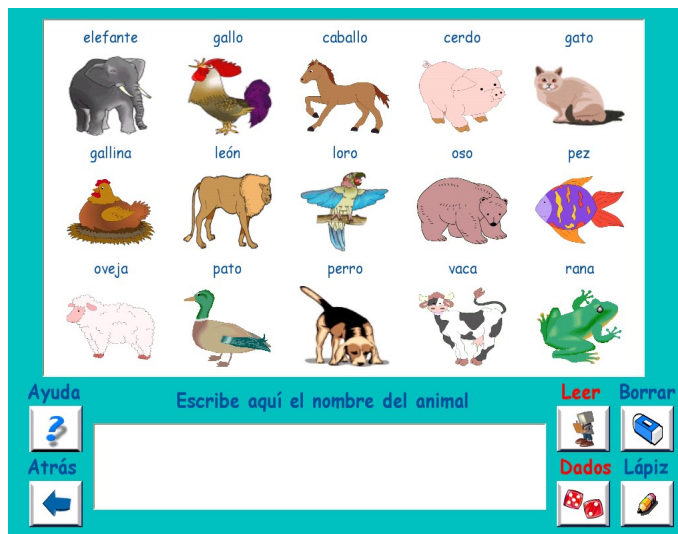 elefante gallo caballo cerdo gato
gallina león loro oso pez
oveja pato perro vaca rana
Ayuda Escribe aquí el nombre del animal Leer Borrar
Atrás Dados Lápiz